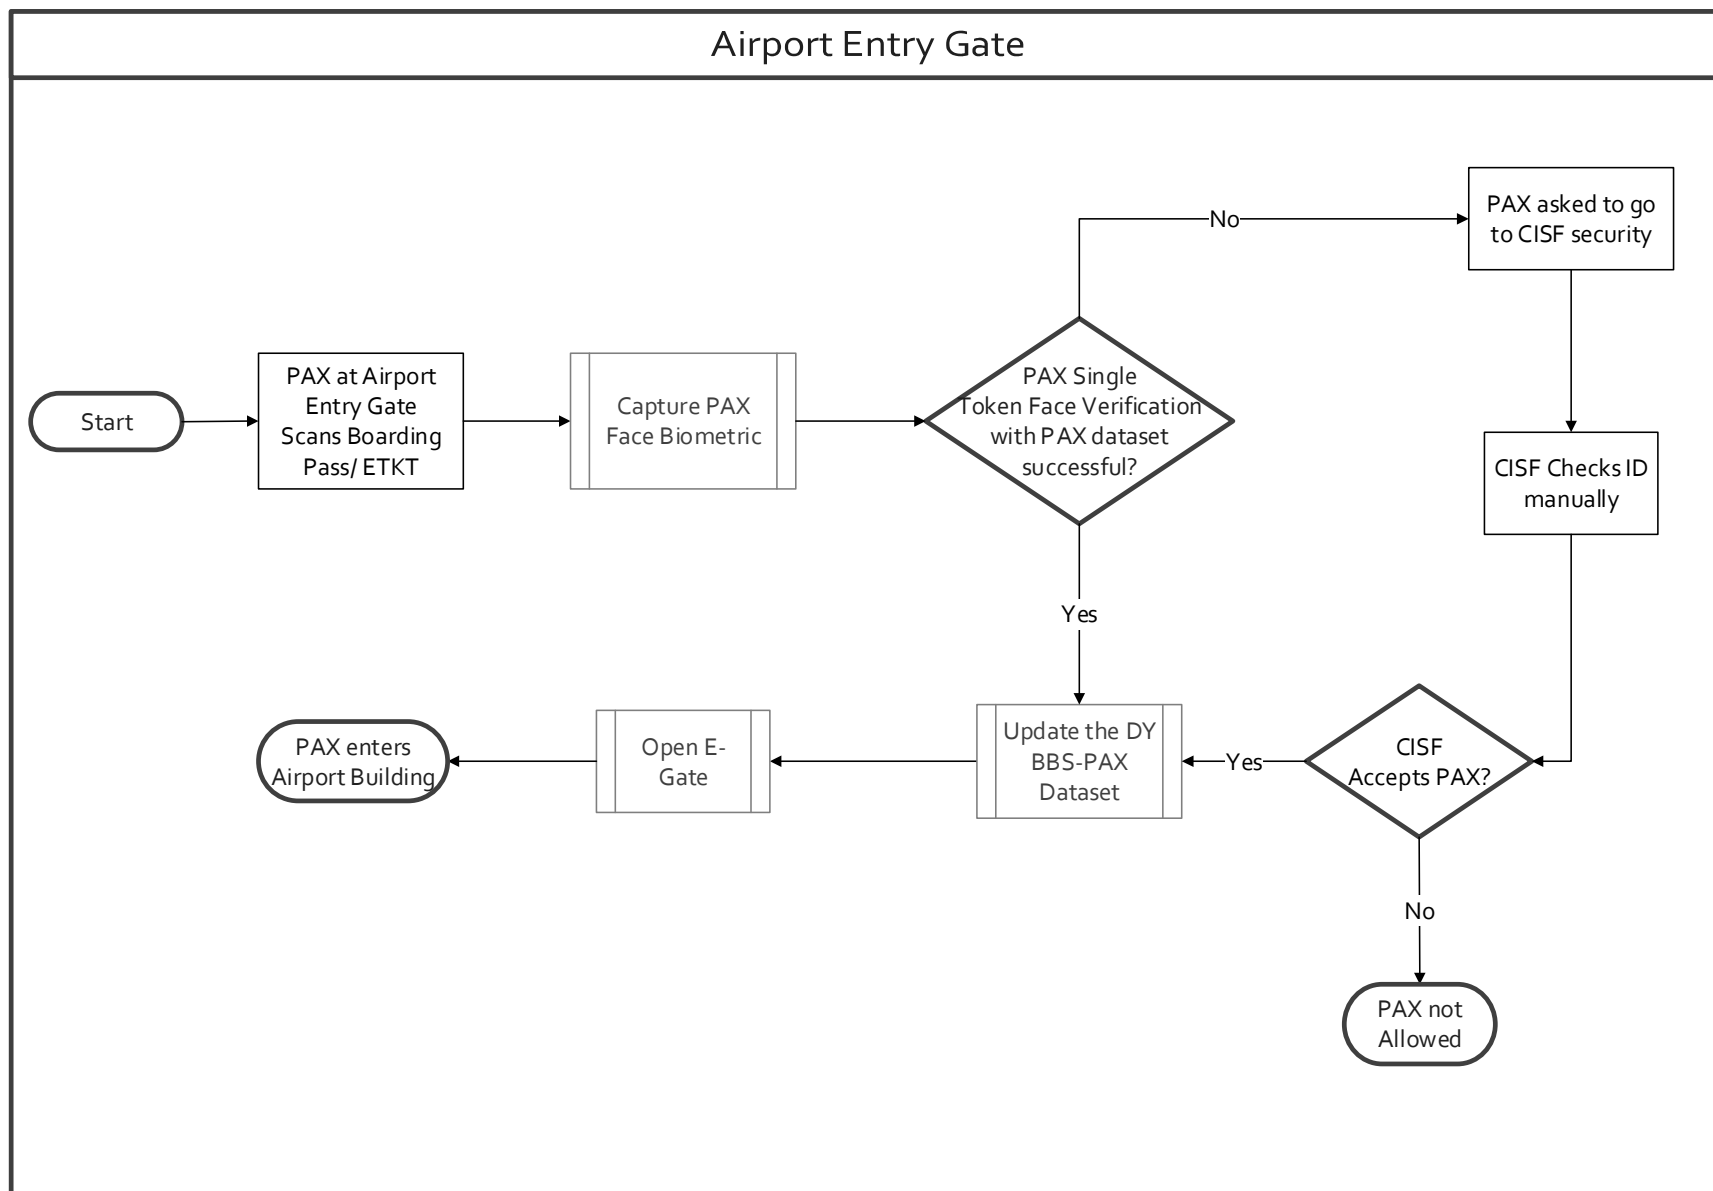 Airport Entry Gate
PAX asked to go
to CISF security
No
Start
PAX at Airport
Entry Gate
Scans Boarding
Pass/ ETKT
Capture PAX
Face Biometric
PAX Single
Token Face Verification
with PAX dataset
successful?
CISF Checks ID
manually
Yes
PAX enters
Airport Building
Open E-
Gate
Update the DY
BBS-PAX
Dataset
Yes
CISF
Accepts PAX?
No
PAX not
Allowed